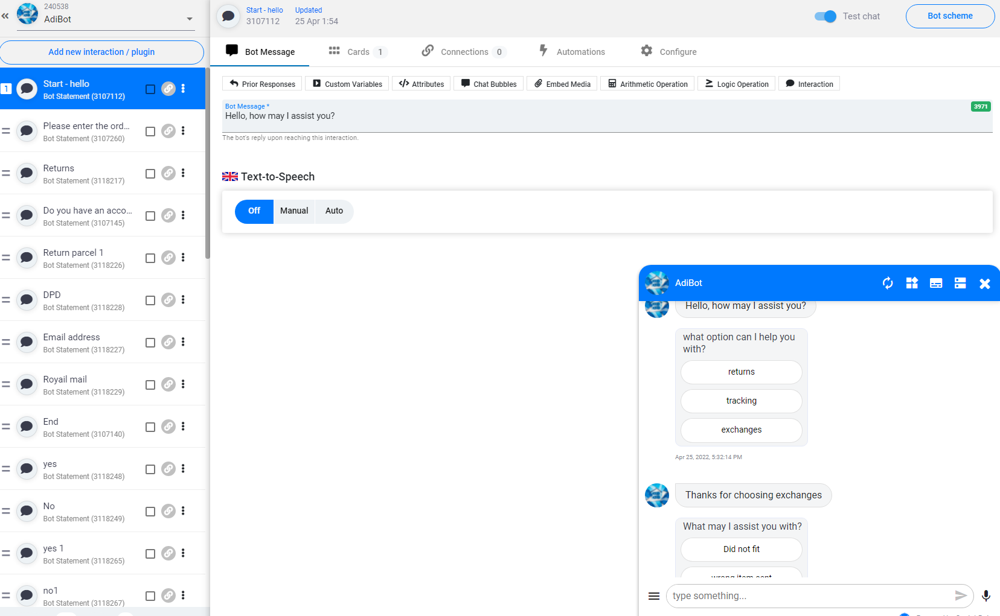 240538
AdiBot
Add new interaction / plugin
1
Start - hello
Bot Statement (3107112)
Please enter the ord...
Bot Statement (3107260)
Returns
Bot Statement (3118217)
Do you have an acco...
Bot Statement (3107145)
Return parcel 1
Bot Statement (3118226)
DPD
Bot Statement (3118228)
Email address
Bot Statement (3118227)
Royail mail
Bot Statement (3118229)
End
Bot Statement (3107140)
yes
Bot Statement (3118248)
No
Bot Statement (3118249)
yes 1
Bot Statement (3118265)
no1
Bot Statement (3118267)
Start - hello Updated
3107112 25 Apr 1:54
Test chat
Bot scheme
Bot Message Cards 1 Connections 0 Automations Configure
Prior Responses Custom Variables Attributes Chat Bubbles Embed Media Arithmetic Operation Logic Operation Interaction
Bot Message *
3971
Hello, how may I assist you?
The bot's reply upon reaching this interaction.
Text-to-Speech
Off Manual Auto
AdiBot
Hello, how may I assist you?
what option can I help you
with?
returns
tracking
exchanges
Apr 25, 2022, 5:32:14 PM
Thanks for choosing exchanges
What may I assist you with?
Did not fit
wrong item sent
type something...